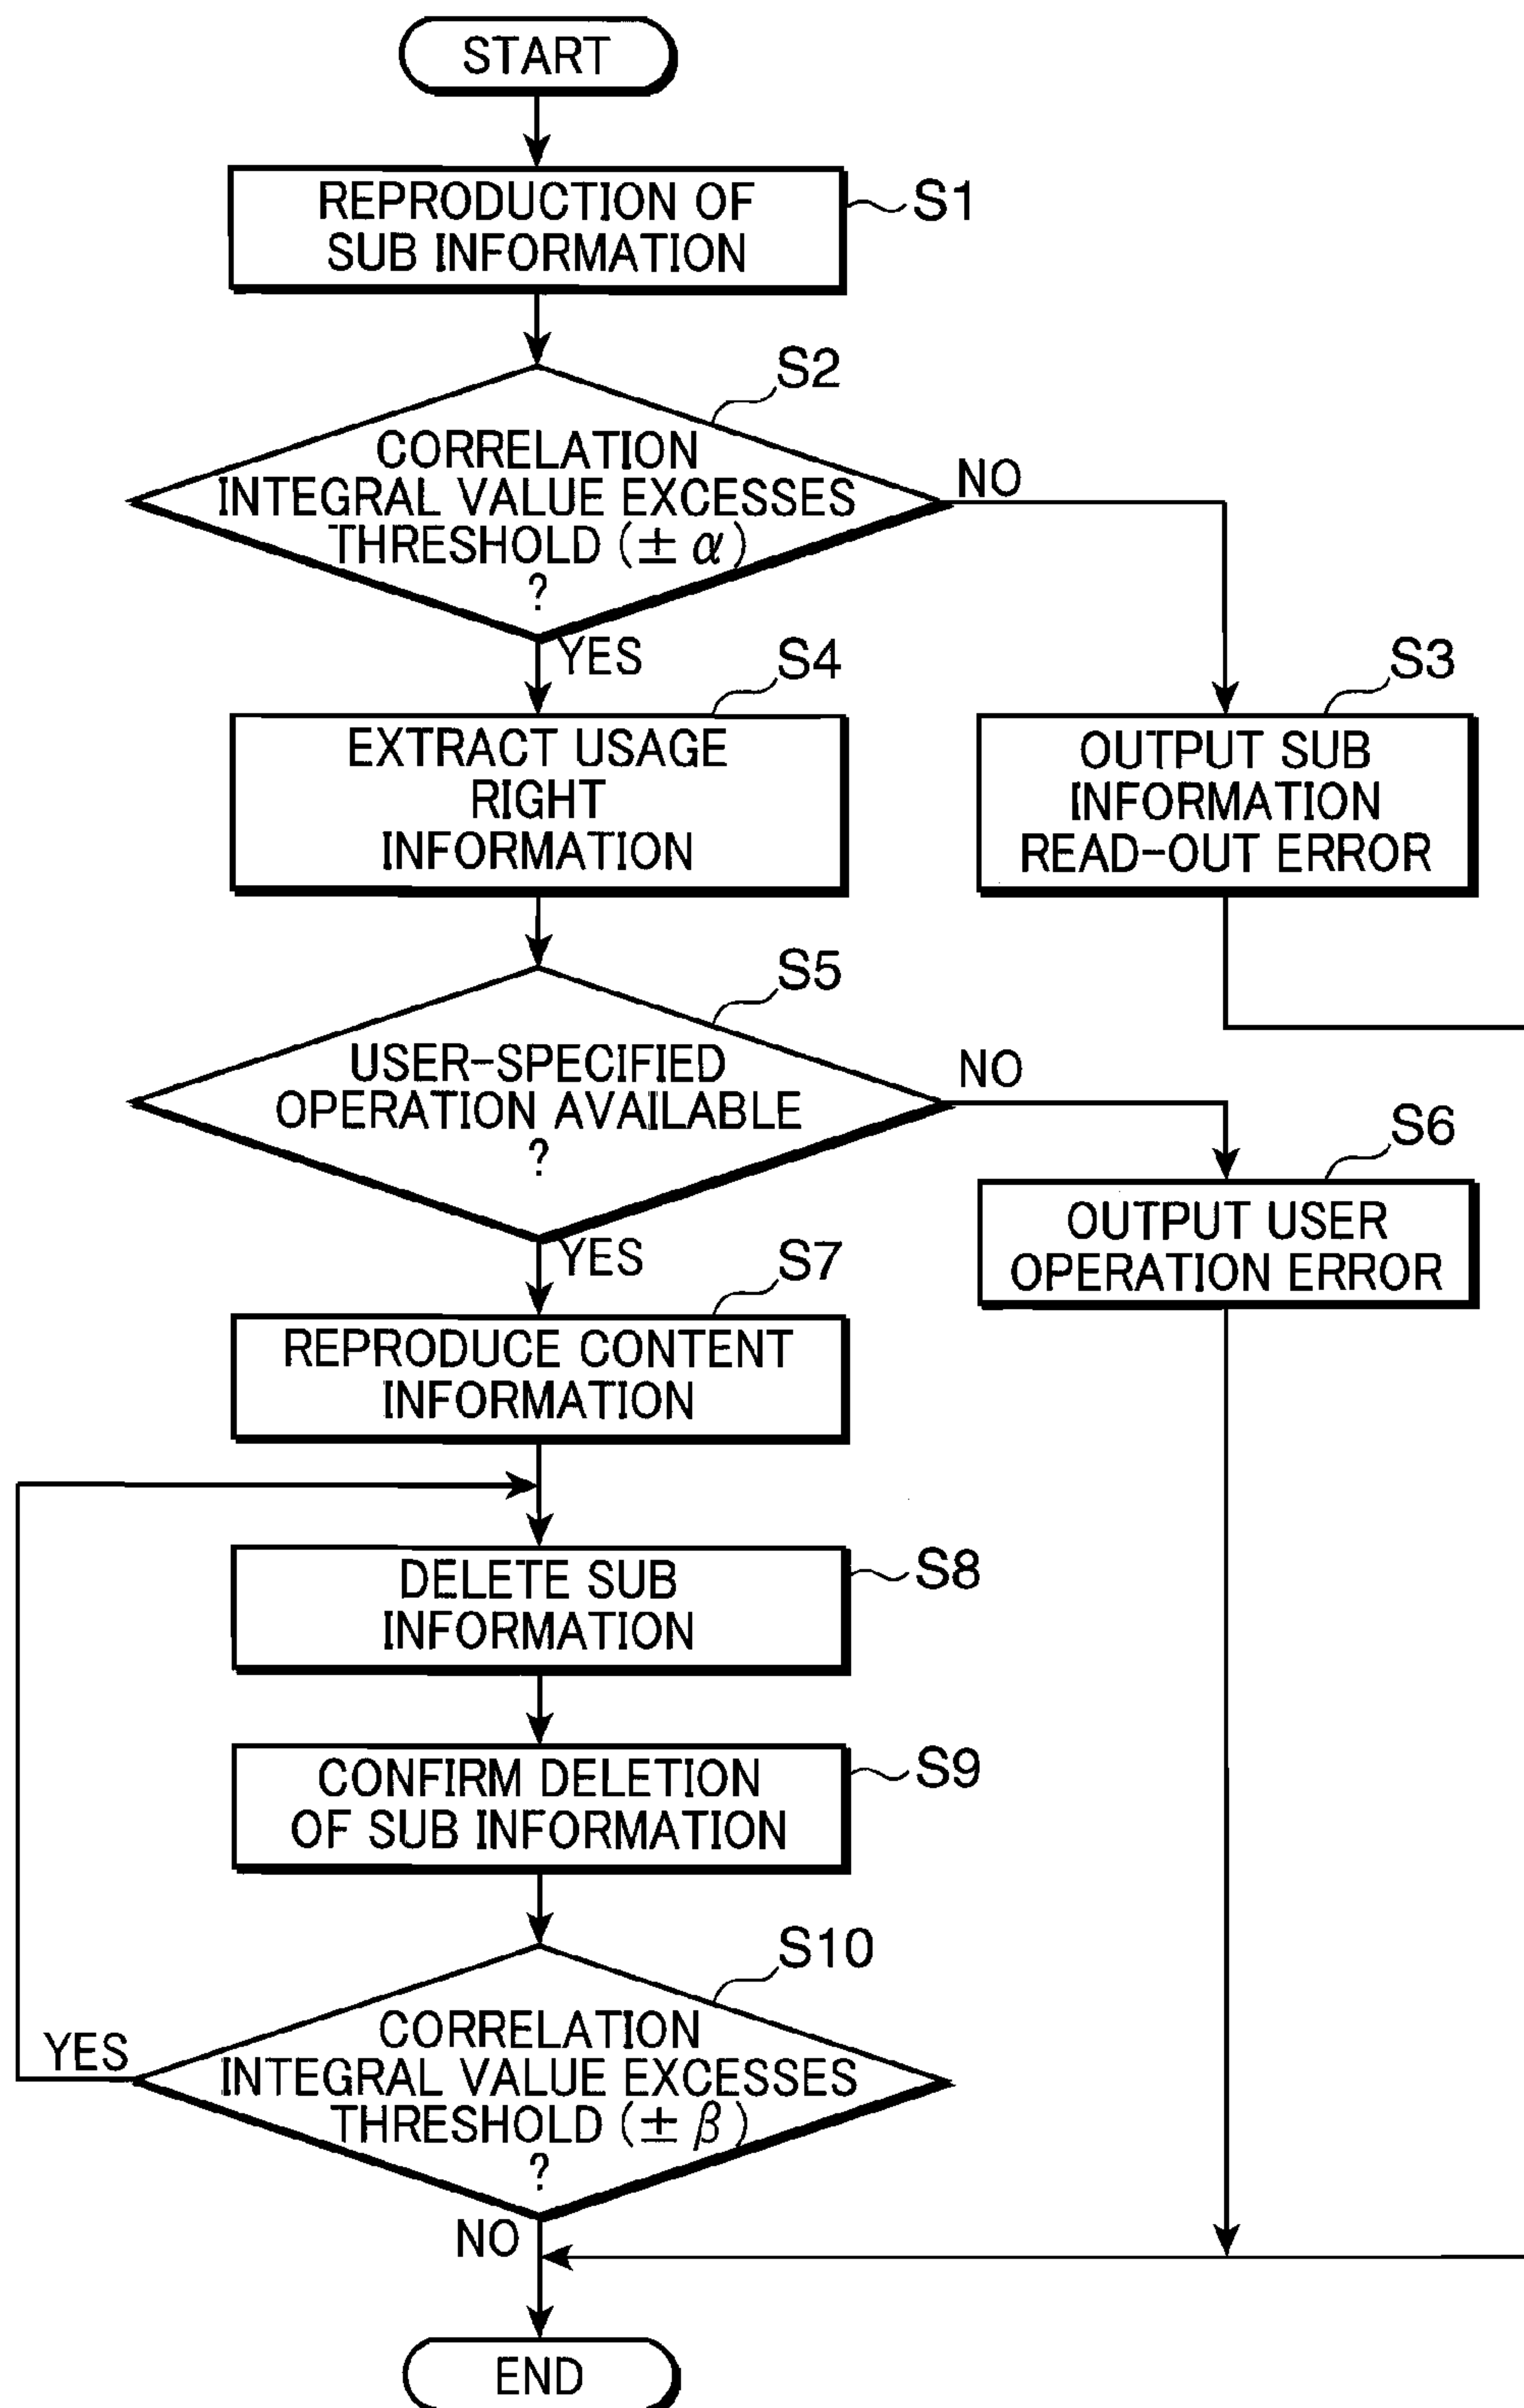 START
REPRODUCTION OF
SUB INFORMATION
S1
S2
CORRELATION
INTEGRAL VALUE EXCESSES
THRESHOLD (± α)
?
NO
YES
S4
EXTRACT USAGE
RIGHT
INFORMATION
S3
OUTPUT SUB
INFORMATION
READ-OUT ERROR
S5
USER-SPECIFIED
OPERATION AVAILABLE
?
NO
S6
OUTPUT USER
OPERATION ERROR
YES
S7
REPRODUCE CONTENT
INFORMATION
DELETE SUB
INFORMATION
S8
CONFIRM DELETION
OF SUB INFORMATION
S9
S10
CORRELATION
INTEGRAL VALUE EXCESSES
THRESHOLD (± β)
?
YES
NO
END